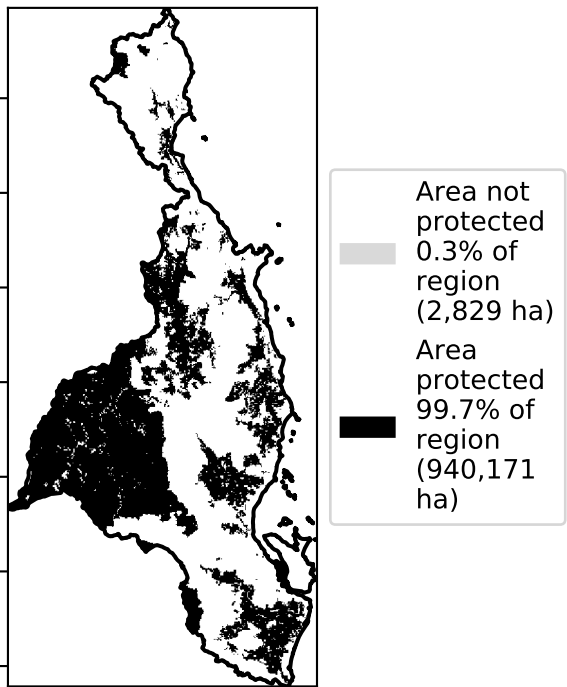 Area not
protected
0.3% of
region
(2,829 ha)
Area
protected
99.7% of
region
(940,171
ha)